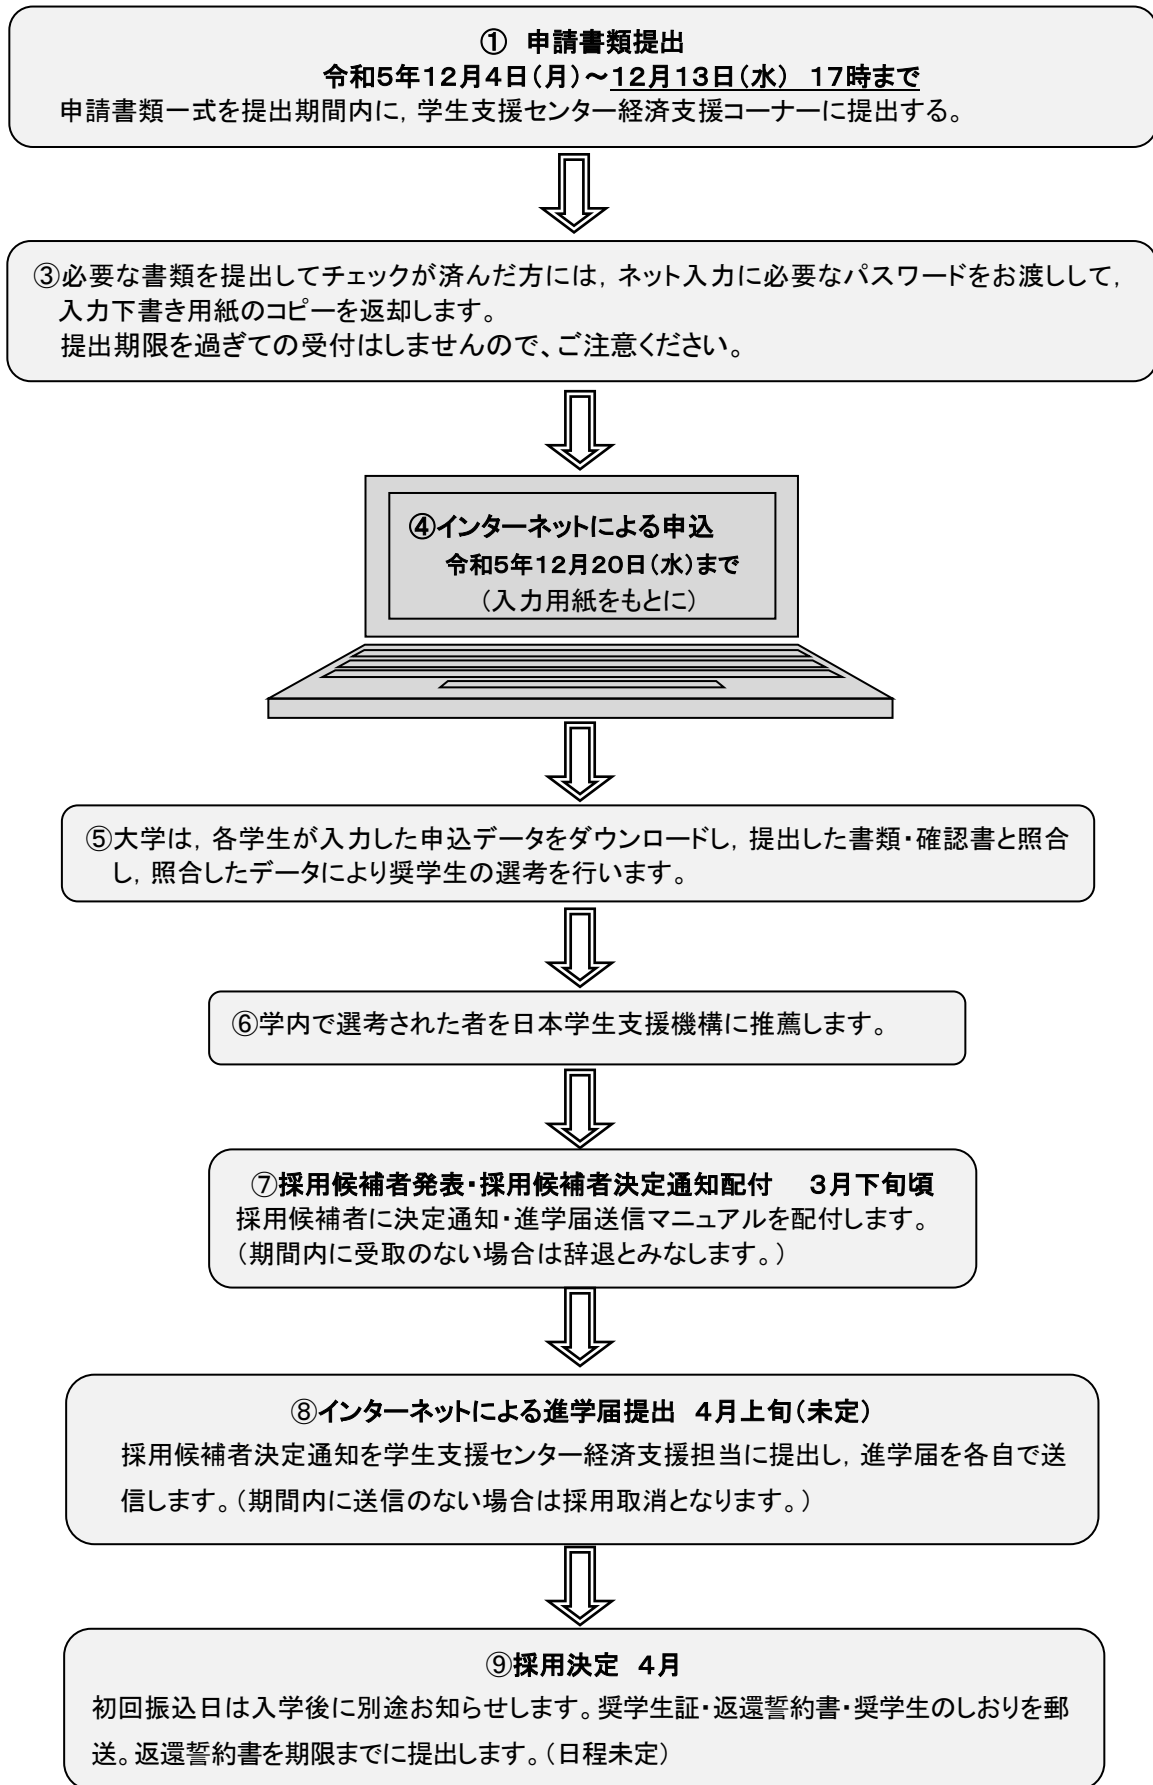 ① 申請書類提出
令和5年12月4日(月)~12月13日(水) 17時まで
申請書類一式を提出期間内に, 学生支援センター経済支援コーナーに提出する。
③必要な書類を提出してチェックが済んだ方には, ネット入力に必要なパスワードをお渡しして,
入力下書き用紙のコピーを返却します。
提出期限を過ぎての受付はしませんので、ご注意ください。
④インターネットによる申込
令和5年12月20日(水)まで
(入力用紙をもとに)
⑤大学は, 各学生が入力した申込データをダウンロードし, 提出した書類・確認書と照合
し, 照合したデータにより奨学生の選考を行います。
⑥学内で選考された者を日本学生支援機構に推薦します。
⑦採用候補者発表・採用候補者決定通知配付 3月下旬頃
採用候補者に決定通知・進学届送信マニュアルを配付します。
(期間内に受取のない場合は辞退とみなします。)
⑧インターネットによる進学届提出 4月上旬(未定)
採用候補者決定通知を学生支援センター経済支援担当に提出し, 進学届を各自で送
信します。(期間内に送信のない場合は採用取消となります。)
⑨採用決定 4月
初回振込日は入学後に別途お知らせします。奨学生証・返還誓約書・奨学生のしおりを郵
送。返還誓約書を期限までに提出します。(日程未定)